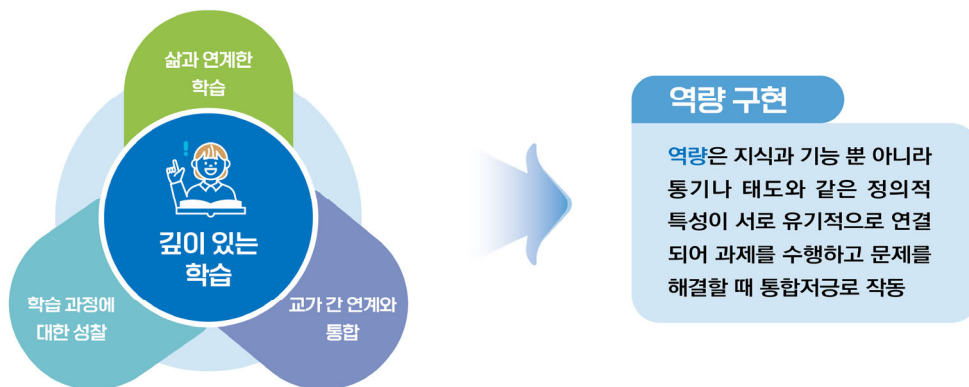 삶과 연계한
학습
깊이 있는
학습
학습 과정에
대한 성찰
교가 간 연계와
통합
역량 구현
역량은 지식과 기능 뿐 아니라
통기나 태도와 같은 정의적
특성이 서로 유기적으로 연결
되어 과제를 수행하고 문제를
해결할 때 통합저긍로 작동